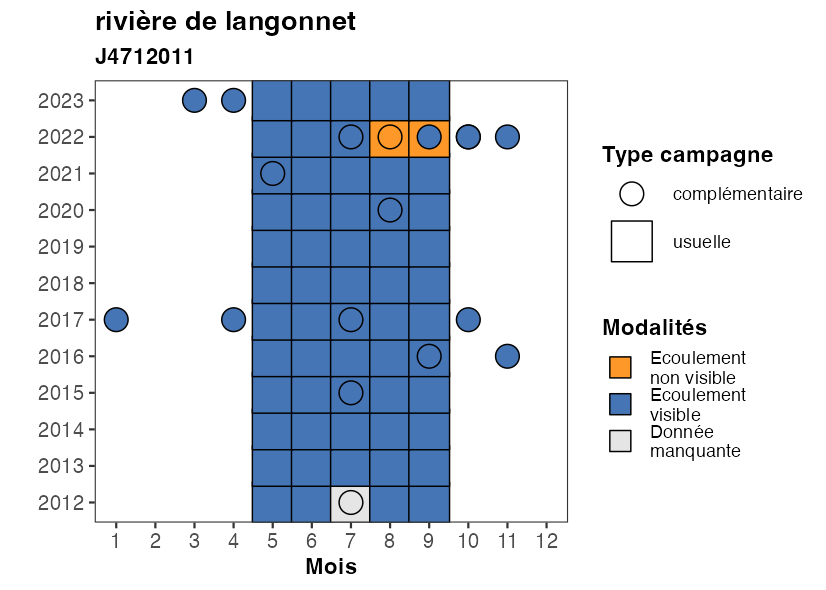 rivière de langonnet
J4712011
2023
2022
2021
2020
2019
2018
2017
2016
2015
2014
2013
2012
1 2 3 4 5 6 7 8 9 10 11 12
Mois
Type campagne
complémentaire
usuelle
Modalités
Ecoulement
non visible
Ecoulement
visible
Donnée
manquante